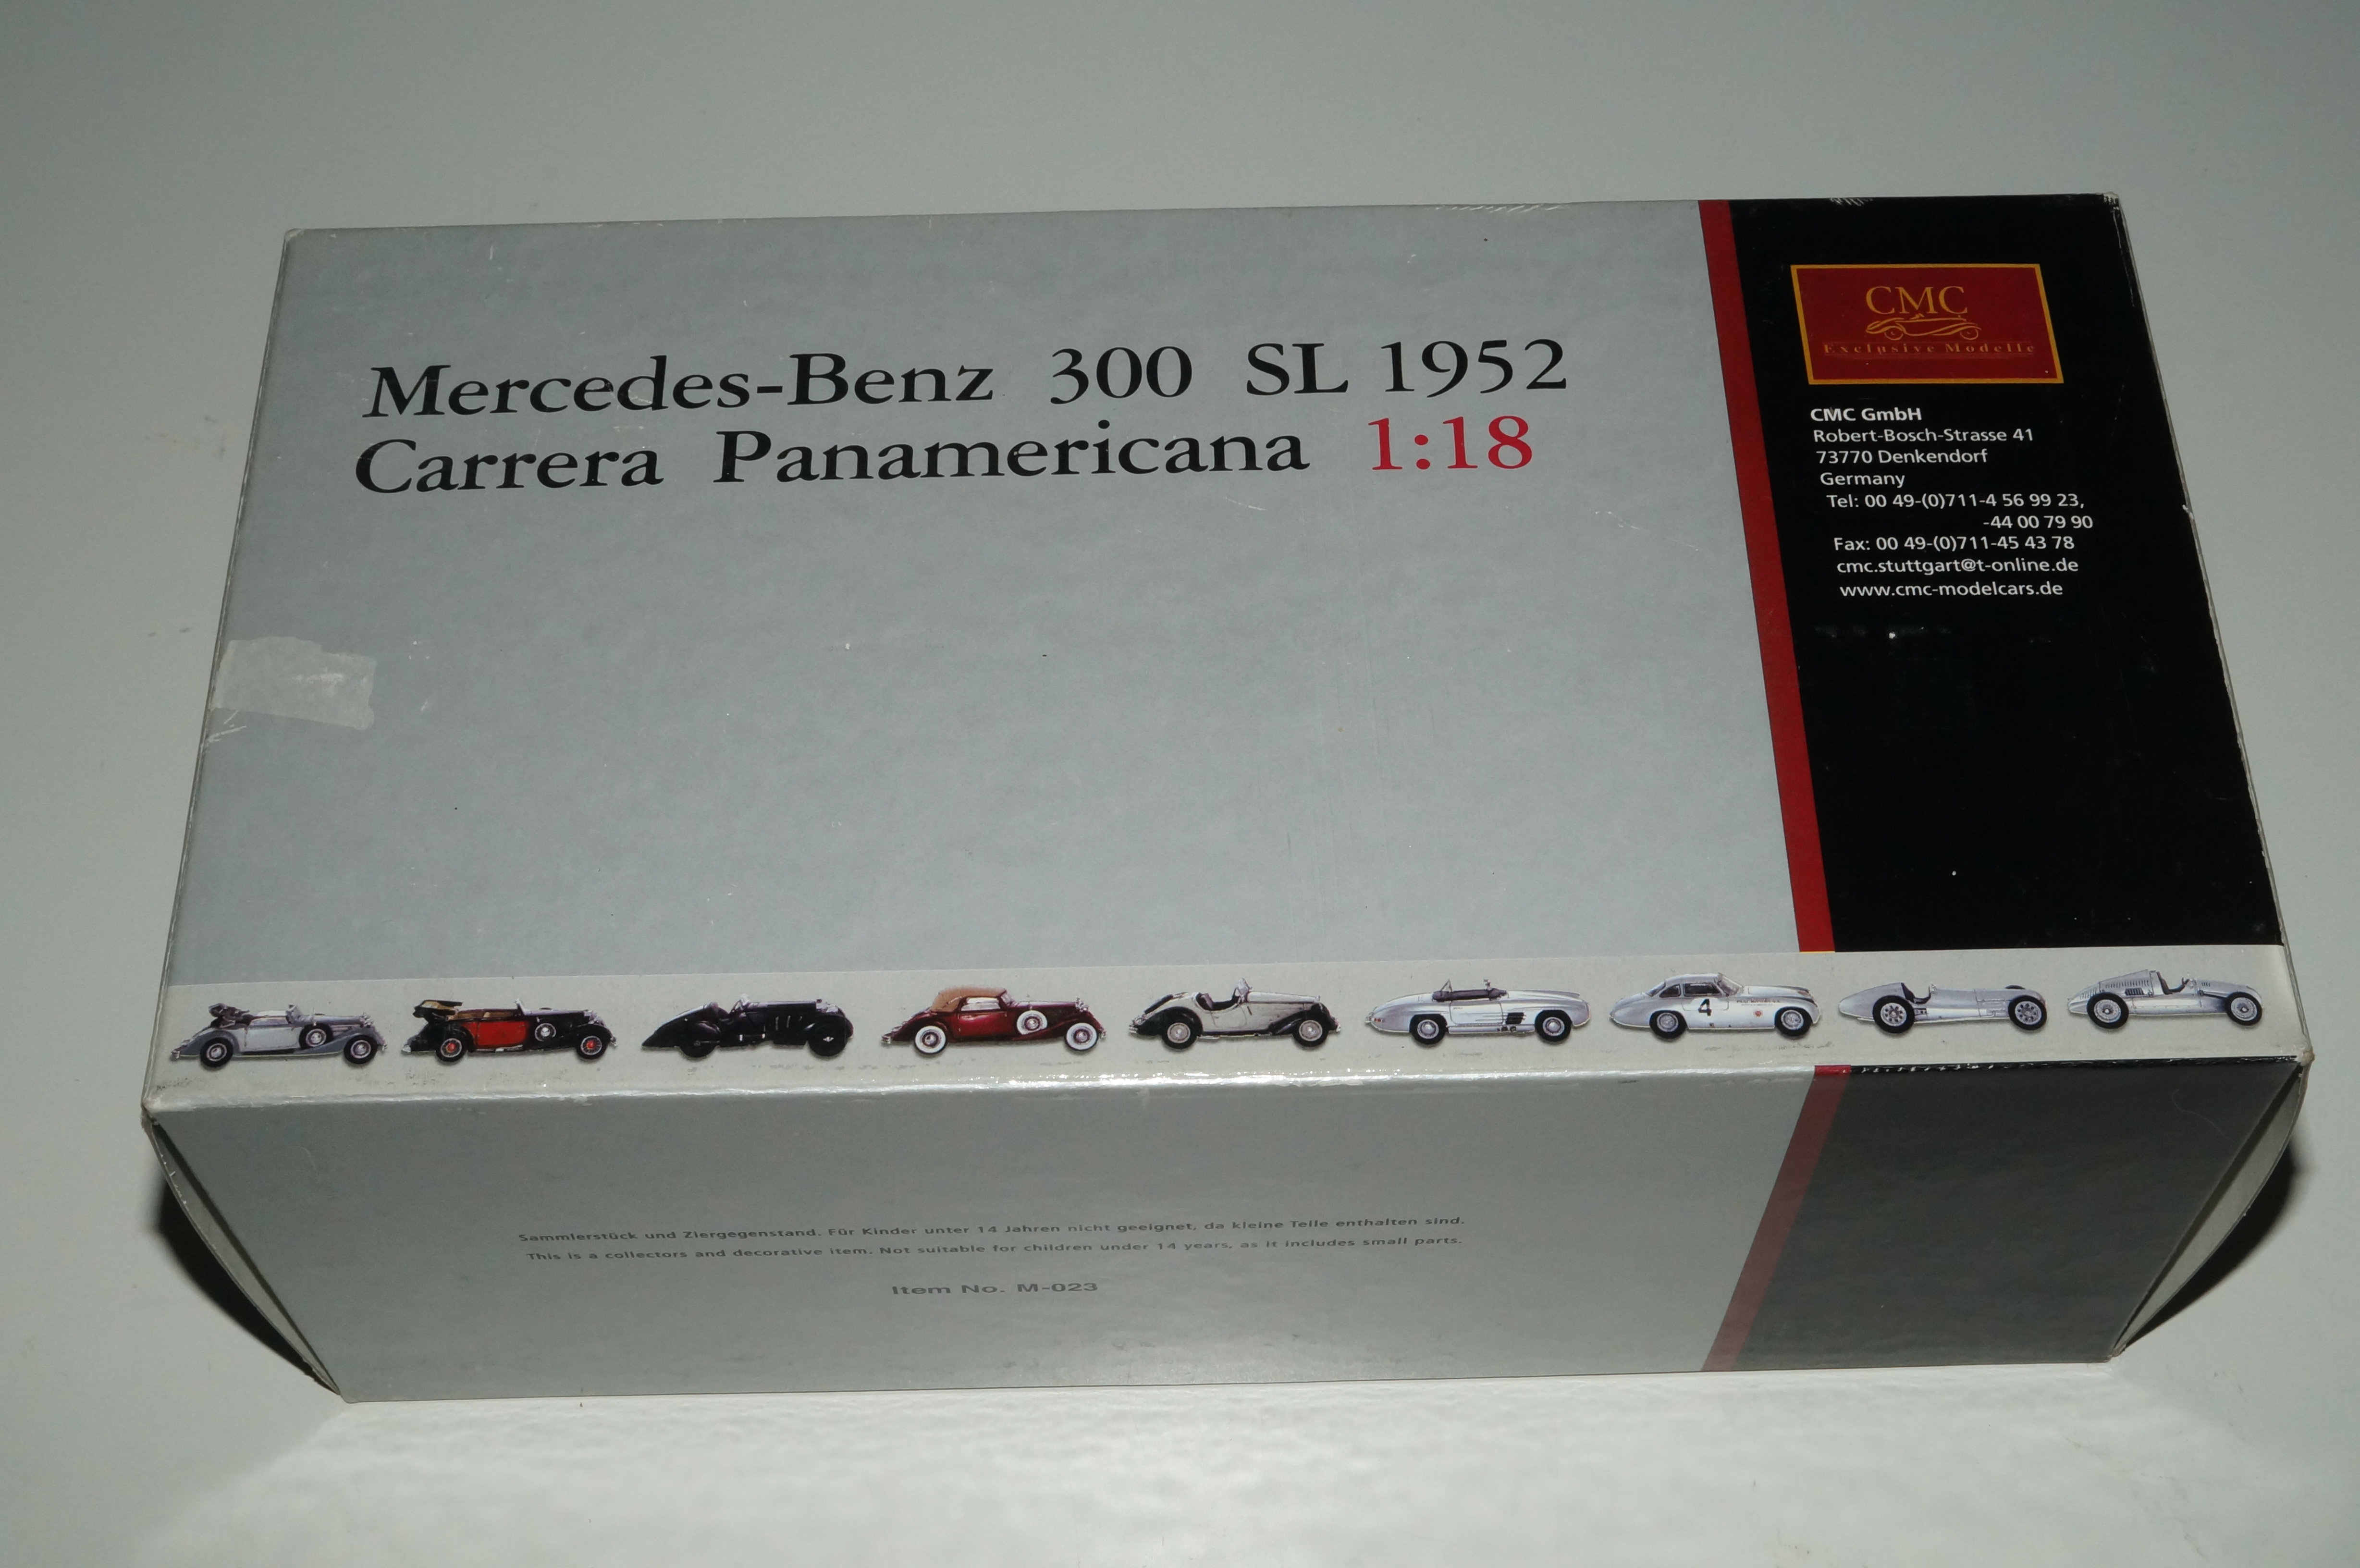 Mercedes-Benz 300 SL 1952
Carrera Panamericana 1:18
CMC
Exclusive Modelle
CMC GmbH
Robert-Bosch-Strasse 41
73770 Denkendorf
Germany
Tel: 00 49-(0)711-4 56 99 23,
-44 00 79 90
Fax: 00 49-(0)711-45 43 78
cmc.stuttgart@t-online.de
www.cmc-modelcars.de
4
Sammlerstück und Ziergegenstand. Für Kinder unter 14 Jahren nicht geeignet, da kleine Teile enthalten sind.
This is a collectors and decorative item. Not suitable for children under 14 years, as it includes small parts.
Item No. M-023